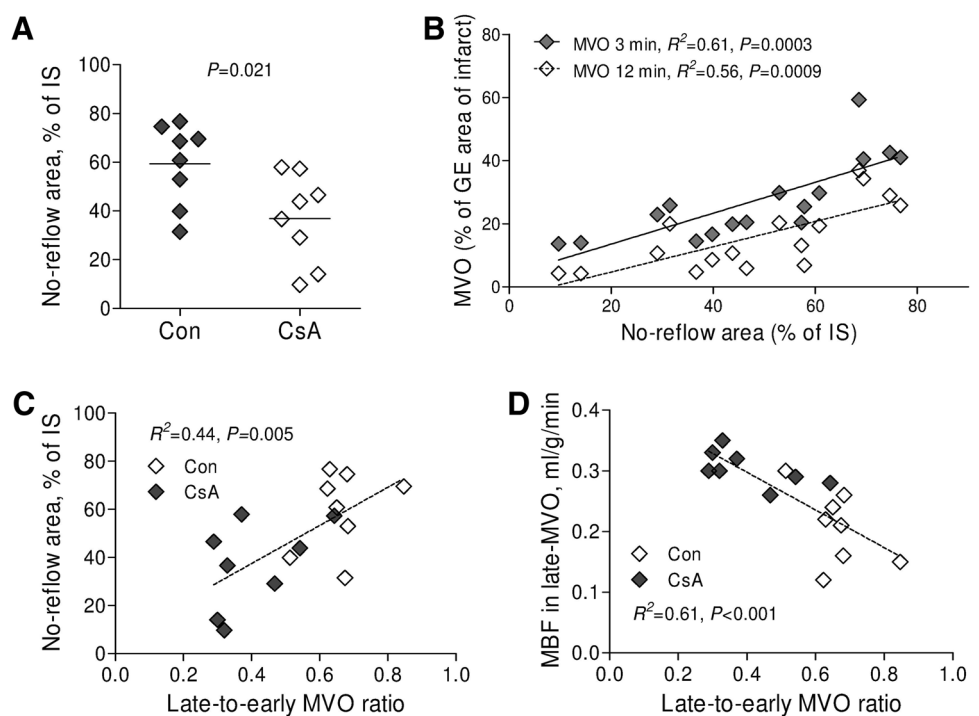 A
P=0.021
No-reflow area, % of IS
100
80
60
40
20
0
Con
CsA
B
MVO 3 min, R²=0.61, P=0.0003
MVO 12 min, R²=0.56, P=0.0009
MVO (% of GE area of infarct)
80
60
40
20
0
0
20
40
60
80
No-reflow area (% of IS)
C
R²=0.44, P=0.005
Con
CsA
No-reflow area, % of IS
100
80
60
40
20
0
0.0
0.2
0.4
0.6
0.8
1.0
Late-to-early MVO ratio
D
MBF in late-MVO, ml/g/min
0.4
0.3
0.2
0.1
0.0
Con
CsA
R²=0.61, P<0.001
0.0
0.2
0.4
0.6
0.8
1.0
Late-to-early MVO ratio